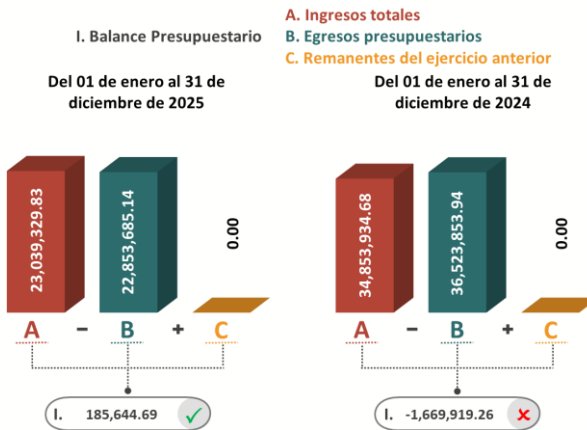 A. Ingresos totales
I. Balance Presupuestario
B. Egresos presupuestarios
C. Remanentes del ejercicio anterior
Del 01 de enero al 31 de
diciembre de 2025
23,039,329.83
22,853,685.14
0.00
A - B + C
I. 185,644.69
Del 01 de enero al 31 de
diciembre de 2024
34,853,934.68
36,523,853.94
0.00
A - B + C
I. -1,669,919.26